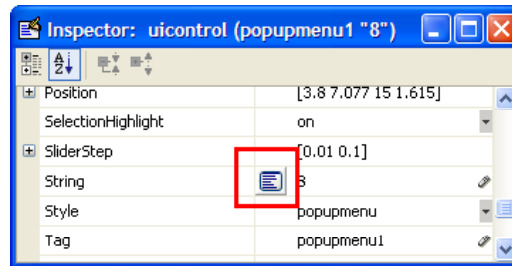 Inspector: uicontrol (popupmenu1 "8")
Position [3.8 7.077 15 1.615]
SelectionHighlight on
SliderStep [0.01 0.1]
String 8
Style popupmenu
Tag popupmenu1